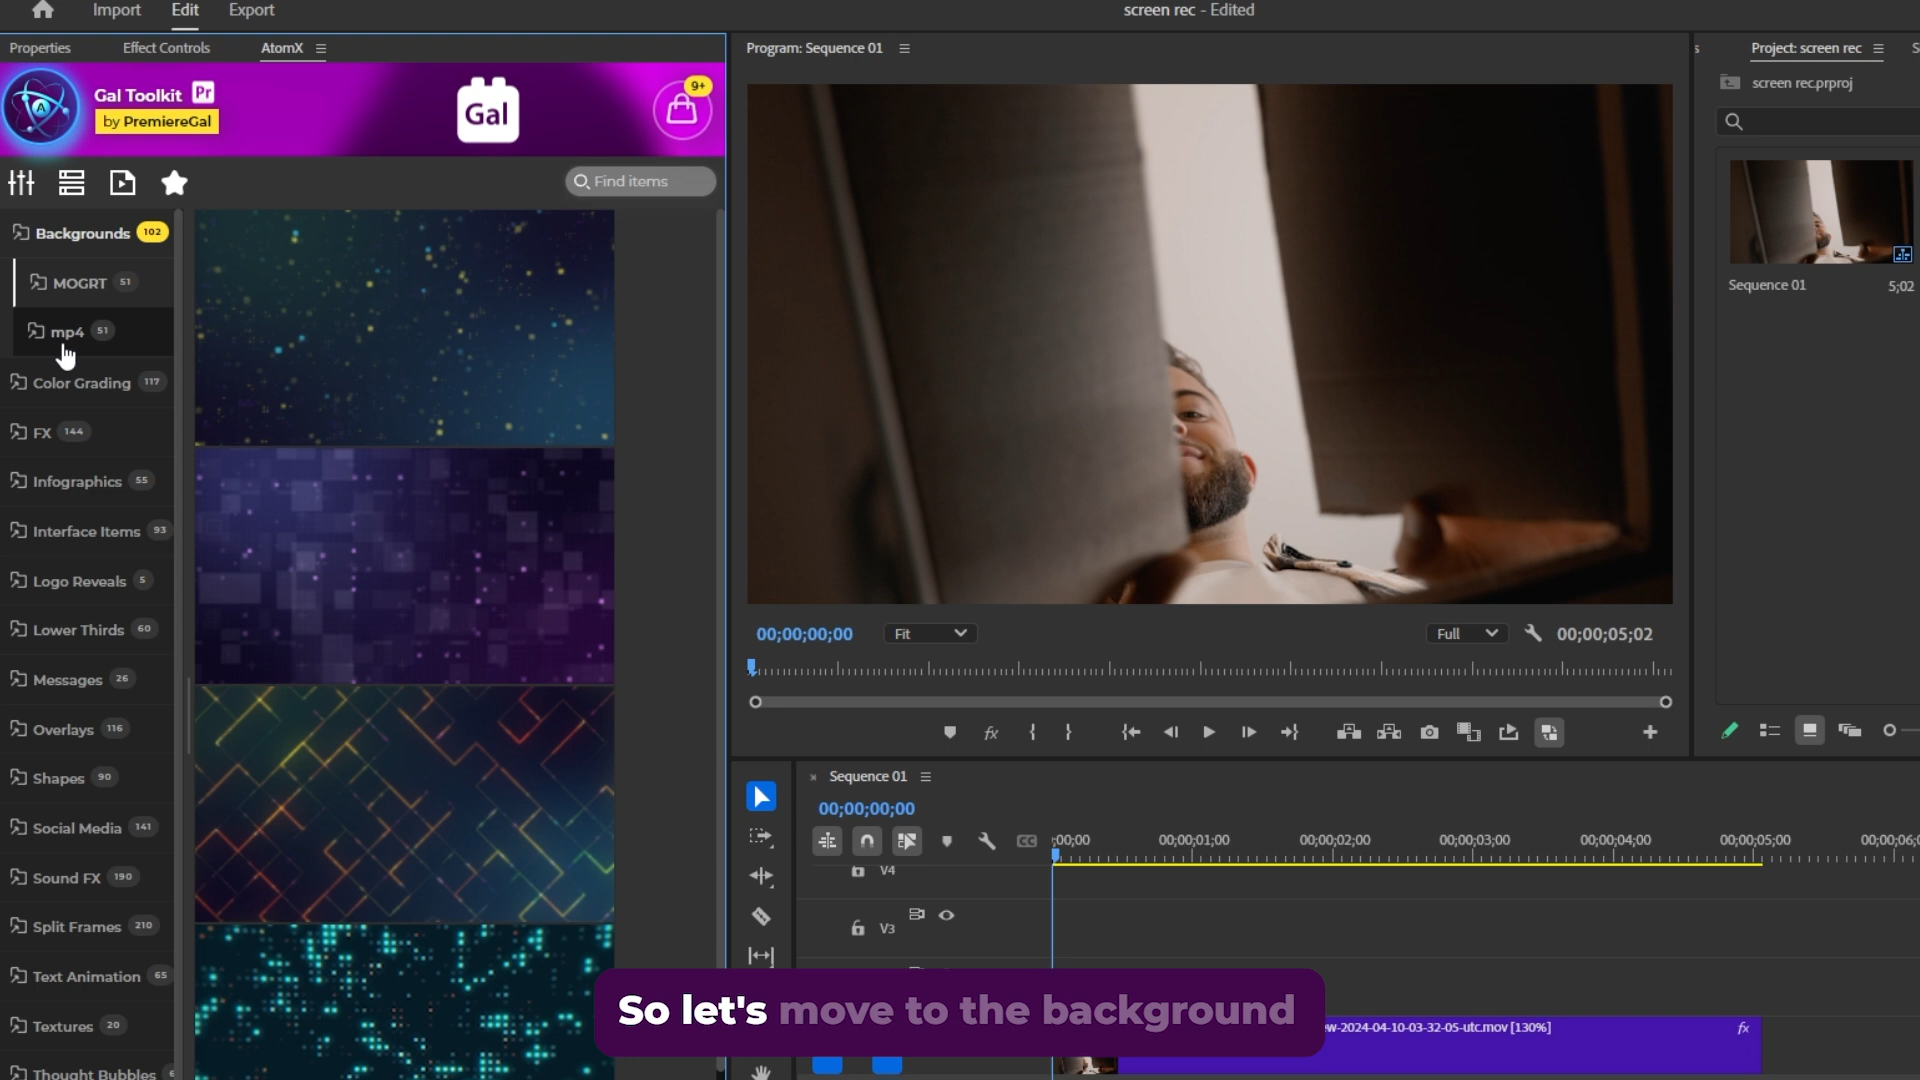 Import
Edit
Export
screen rec - Edited
Properties
Effect Controls
AtomX
Program: Sequence 01
Project: screen rec
Gal Toolkit Pr
by PremiereGal
Gal
9+
screen rec.prproj
Find items
Backgrounds 102
MOGRT 51
mp4 51
Color Grading 117
FX 144
Infographics 55
Interface Items 93
Logo Reveals 5
Lower Thirds 60
Messages 26
Overlays 116
Shapes 90
Social Media 141
Sound FX 190
Split Frames 210
Text Animation 65
Textures 20
Thought Bubbles
Sequence 01
5;02
00;00;00;00
Fit
Full
00;00;05;02
fx
Sequence 01
00;00;00;00
CC
;00;00
00;00;01;00
00;00;02;00
00;00;03;00
00;00;04;00
00;00;05;00
00;00;06;0
V4
V3
So let's move to the background
w-2024-04-10-03-32-05-utc.mov [130%]
fx